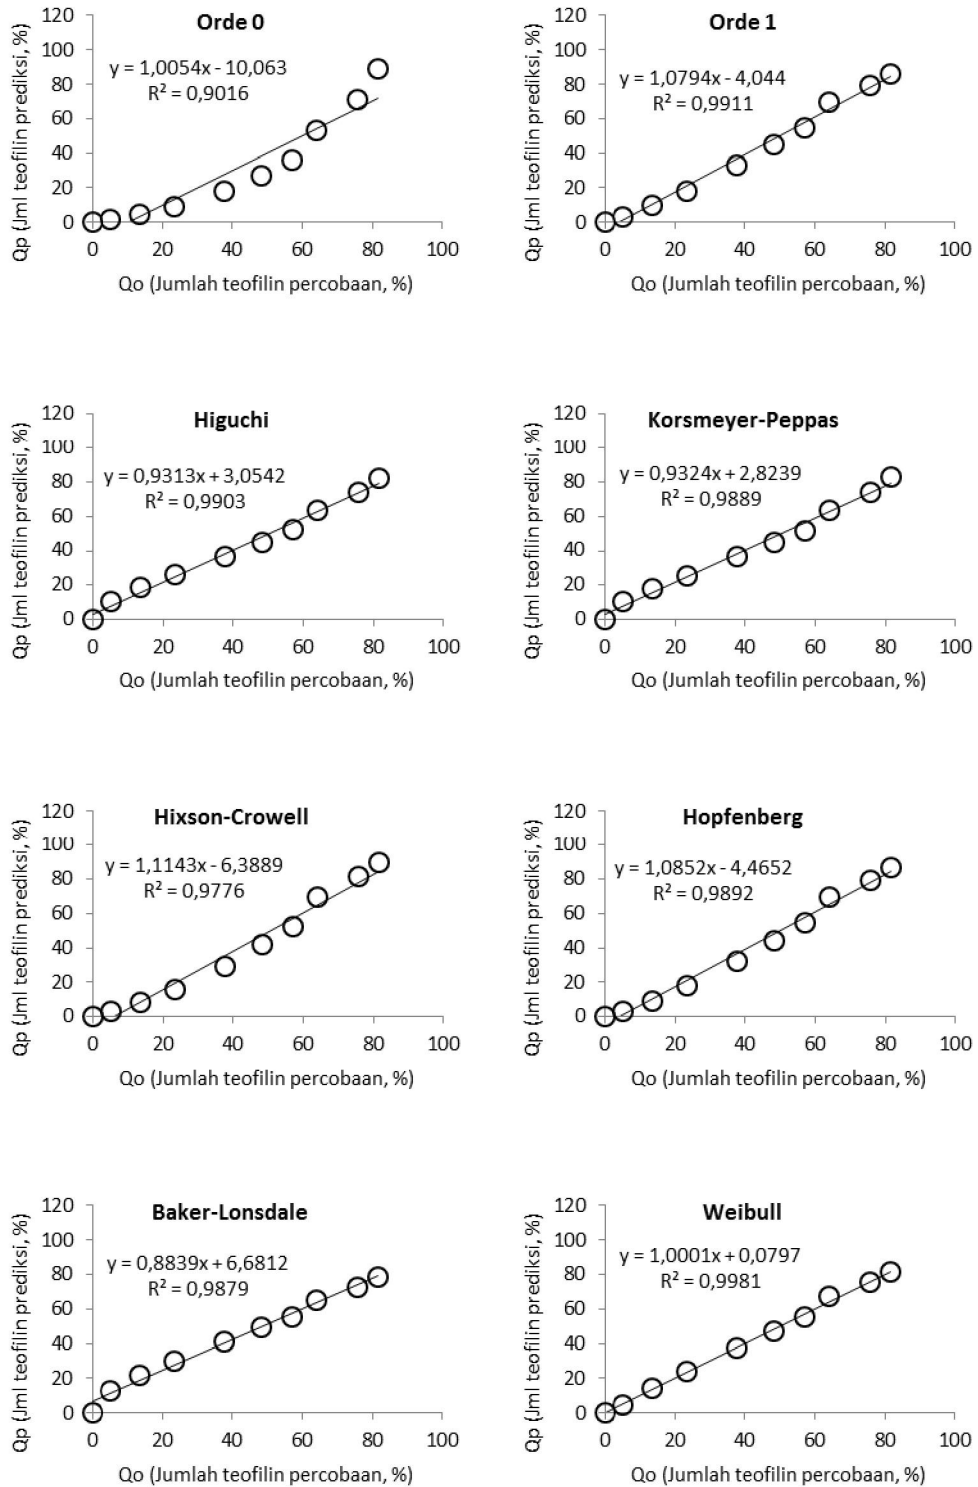 Orde 0
y = 1,0054x - 10,063
R² = 0,9016
120
100
80
60
40
20
0
0 20 40 60 80 100
Qp (Jml teofilin prediksi, %)
Qo (Jumlah teofilin percobaan, %)
Orde 1
y = 1,0794x - 4,044
R² = 0,9911
120
100
80
60
40
20
0
0 20 40 60 80 100
Qp (Jml teofilin prediksi, %)
Qo (Jumlah teofilin percobaan, %)
Higuchi
y = 0,9313x + 3,0542
R² = 0,9903
120
100
80
60
40
20
0
0 20 40 60 80 100
Qp (Jml teofilin prediksi, %)
Qo (Jumlah teofilin percobaan, %)
Korsmeyer-Peppas
y = 0,9324x + 2,8239
R² = 0,9889
120
100
80
60
40
20
0
0 20 40 60 80 100
Qp (Jml teofilin prediksi, %)
Qo (Jumlah teofilin percobaan, %)
Hixson-Crowell
y = 1,1143x - 6,3889
R² = 0,9776
120
100
80
60
40
20
0
0 20 40 60 80 100
Qp (Jml teofilin prediksi, %)
Qo (Jumlah teofilin percobaan, %)
Hopfenberg
y = 1,0852x - 4,4652
R² = 0,9892
120
100
80
60
40
20
0
0 20 40 60 80 100
Qp (Jml teofilin prediksi, %)
Qo (Jumlah teofilin percobaan, %)
Baker-Lonsdale
y = 0,8839x + 6,6812
R² = 0,9879
120
100
80
60
40
20
0
0 20 40 60 80 100
Qp (Jml teofilin prediksi, %)
Qo (Jumlah teofilin percobaan, %)
Weibull
y = 1,0001x + 0,0797
R² = 0,9981
120
100
80
60
40
20
0
0 20 40 60 80 100
Qp (Jml teofilin prediksi, %)
Qo (Jumlah teofilin percobaan, %)